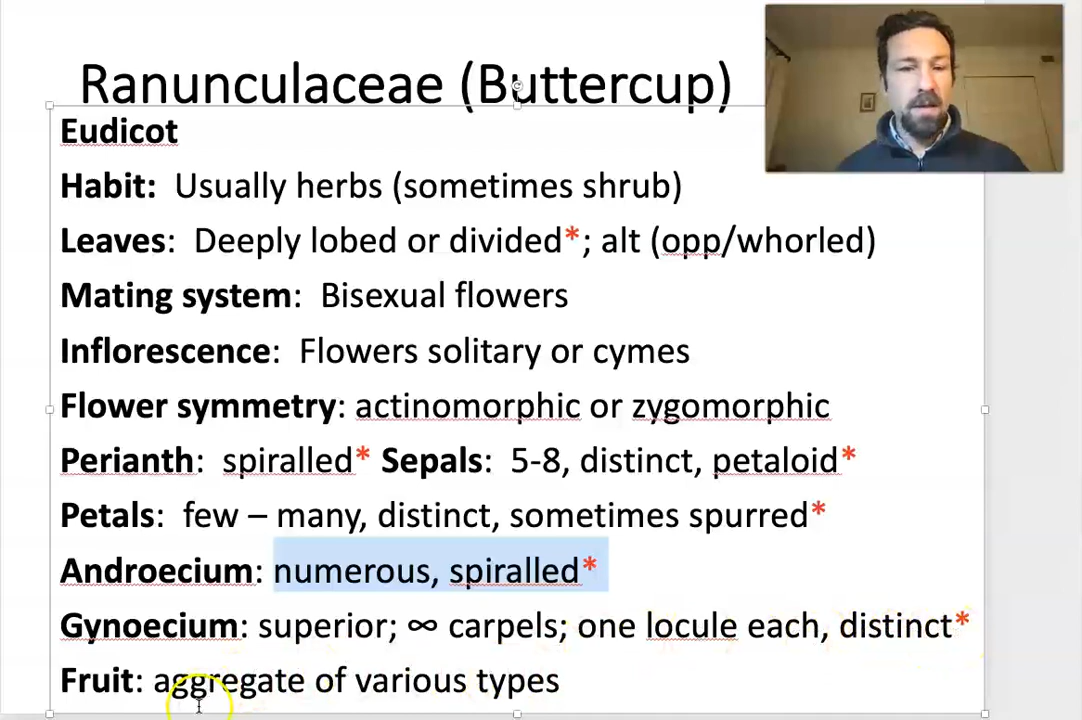 Ranunculaceae (Buttercup)
Eudicot
Habit: Usually herbs (sometimes shrub)
Leaves: Deeply lobed or divided*; alt (opp/whorled)
Mating system: Bisexual flowers
Inflorescence: Flowers solitary or cymes
Flower symmetry: actinomorphic or zygomorphic
Perianth: spiralled* Sepals: 5-8, distinct, petaloid*
Petals: few – many, distinct, sometimes spurred*
Androecium: numerous, spiralled*
Gynoecium: superior; ∞ carpels; one locule each, distinct*
Fruit: aggregate of various types